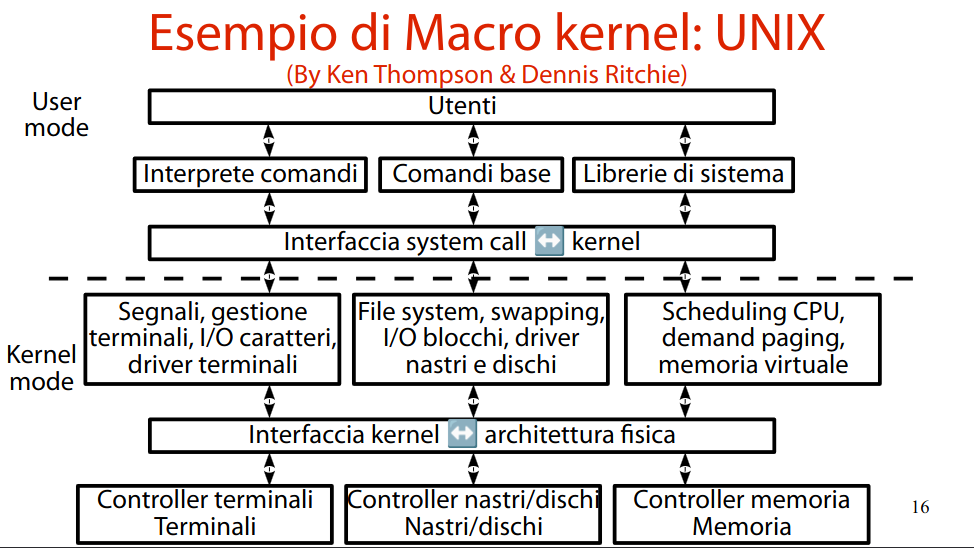 Esempio di Macro kernel: UNIX
(By Ken Thompson & Dennis Ritchie)
User
mode
Utenti
Interprete comandi
Comandi base
Librerie di sistema
Interfaccia system call ↔️ kernel
Kernel
mode
Segnali, gestione
terminali, I/O caratteri,
driver terminali
File system, swapping,
I/O blocchi, driver
nastri e dischi
Scheduling CPU,
demand paging,
memoria virtuale
Interfaccia kernel ↔️ architettura fisica
Controller terminali
Terminali
Controller nastri/dischi
Nastri/dischi
Controller memoria
Memoria
16